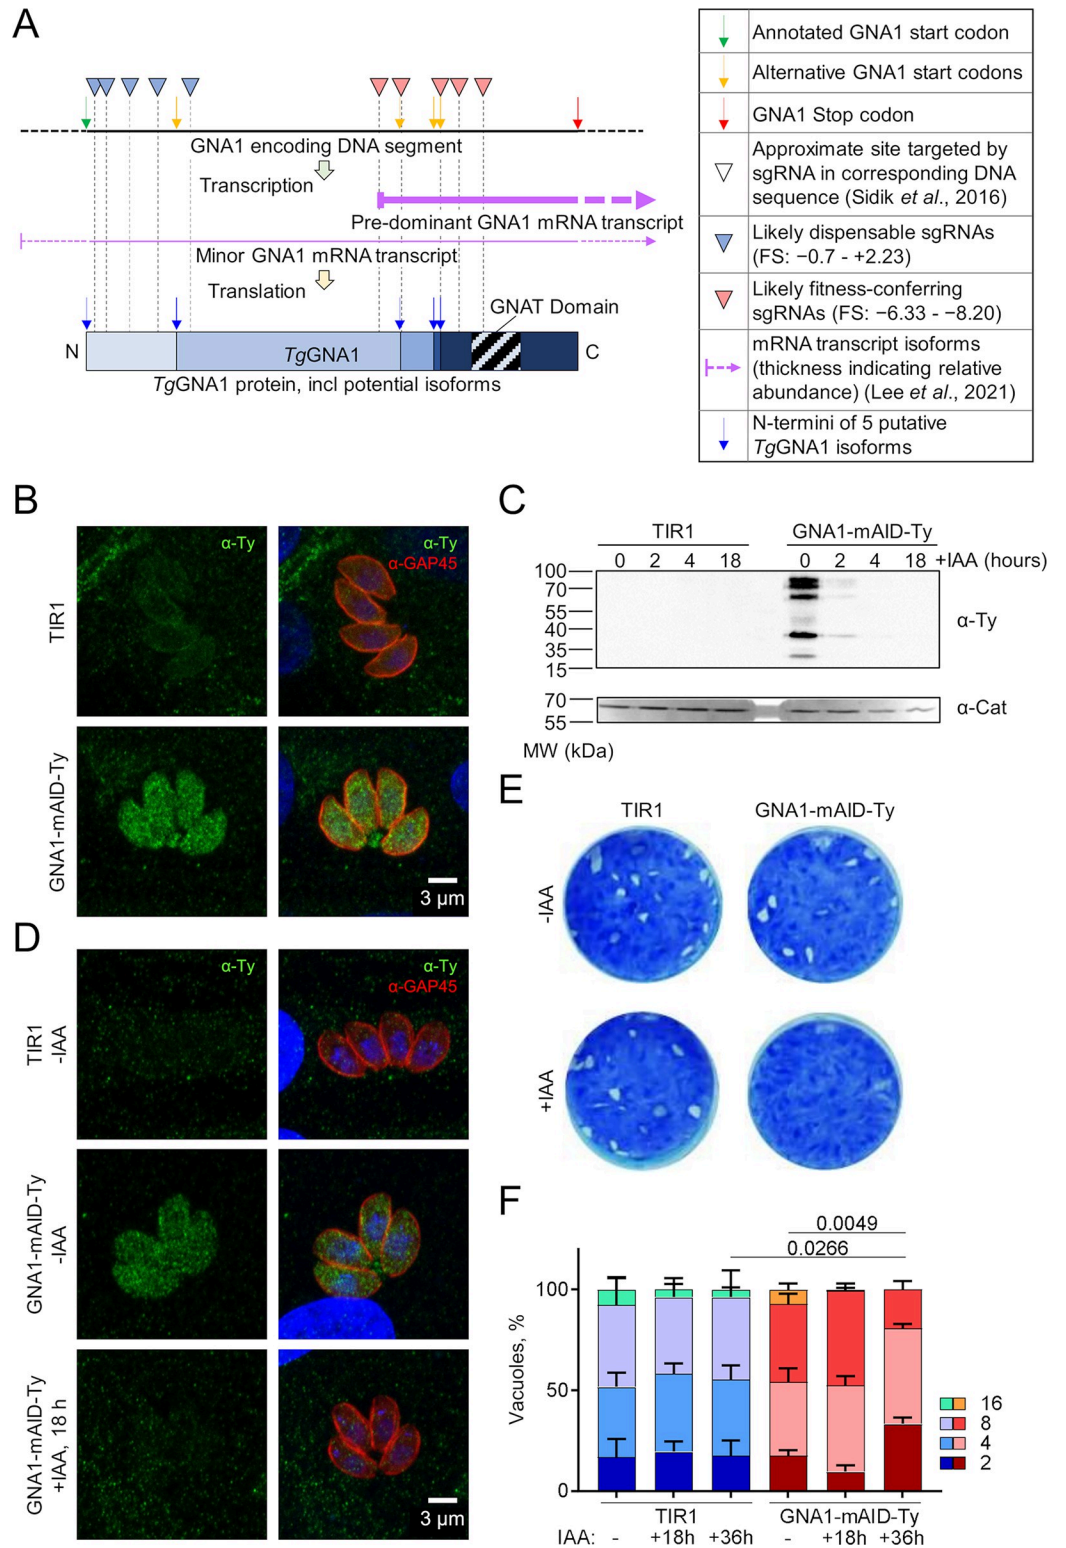 A
GNA1 encoding DNA segment
Transcription
Pre-dominant GNA1 mRNA transcript
Minor GNA1 mRNA transcript
Translation
GNAT Domain
N
TgGNA1
C
TgGNA1 protein, incl potential isoforms
Annotated GNA1 start codon
Alternative GNA1 start codons
GNA1 Stop codon
Approximate site targeted by
sgRNA in corresponding DNA
sequence (Sidik et al., 2016)
Likely dispensable sgRNAs
(FS: −0.7 - +2.23)
Likely fitness-conferring
sgRNAs (FS: −6.33 - −8.20)
mRNA transcript isoforms
(thickness indicating relative
abundance) (Lee et al., 2021)
N-termini of 5 putative
TgGNA1 isoforms
B
α-Ty
α-Ty
α-GAP45
TIR1
GNA1-mAID-Ty
3 µm
C
TIR1
GNA1-mAID-Ty
0 2 4 18
0 2 4 18
+IAA (hours)
100
70
55
40
35
15
α-Ty
70
55
α-Cat
MW (kDa)
D
α-Ty
α-Ty
α-GAP45
TIR1
-IAA
GNA1-mAID-Ty
-IAA
GNA1-mAID-Ty
+IAA, 18 h
3 µm
E
TIR1
GNA1-mAID-Ty
-IAA
+IAA
F
0.0049
0.0266
100
50
0
Vacuoles, %
16
8
4
2
TIR1
GNA1-mAID-Ty
IAA: - +18h +36h - +18h +36h